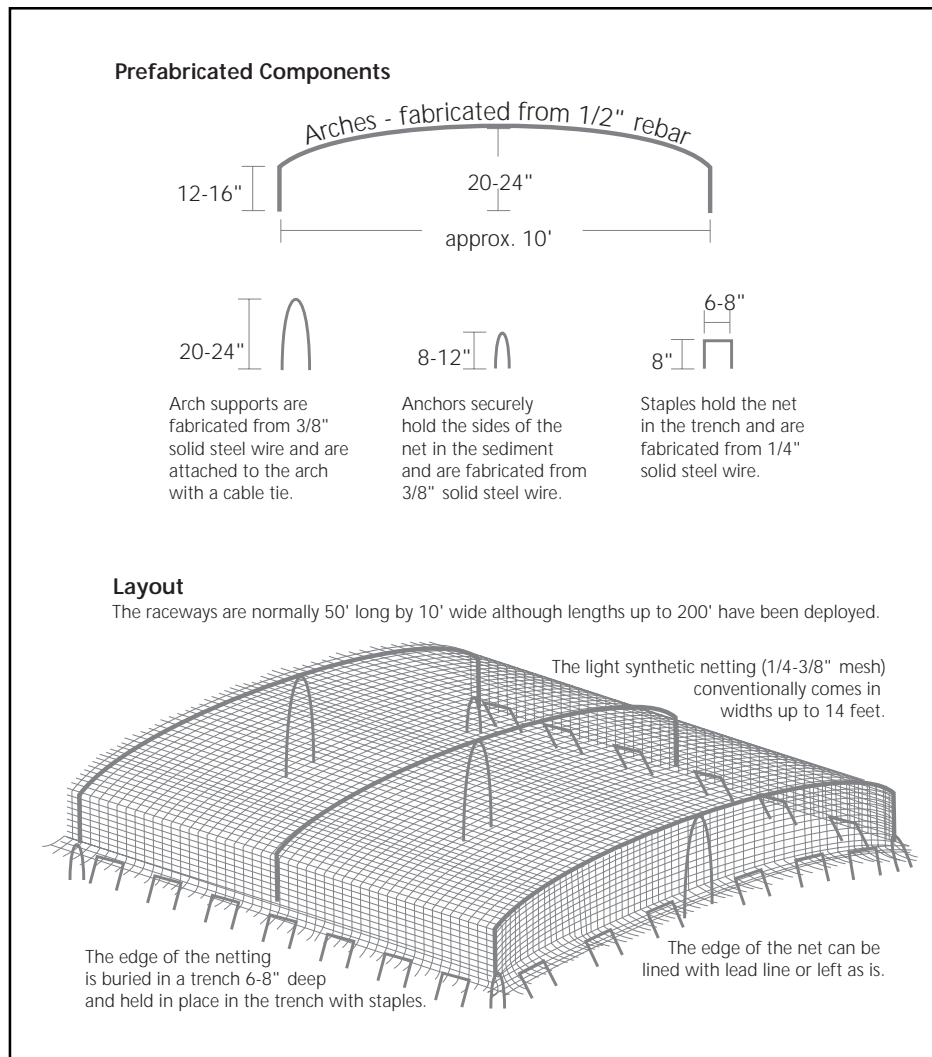 Prefabricated Components
Arches - fabricated from 1/2" rebar
12-16"
20-24"
approx. 10'
20-24"
Arch supports are
fabricated from 3/8"
solid steel wire and are
attached to the arch
with a cable tie.
8-12"
Anchors securely
hold the sides of the
net in the sediment
and are fabricated from
3/8" solid steel wire.
6-8"
8"
Staples hold the net
in the trench and are
fabricated from 1/4"
solid steel wire.
Layout
The raceways are normally 50' long by 10' wide although lengths up to 200' have been deployed.
The light synthetic netting (1/4-3/8" mesh)
conventionally comes in
widths up to 14 feet.
The edge of the netting
is buried in a trench 6-8" deep
and held in place in the trench with staples.
The edge of the net can be
lined with lead line or left as is.